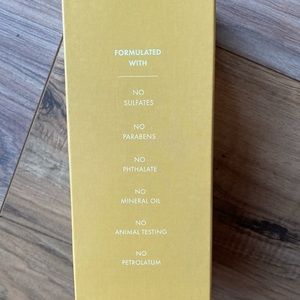 FORMULATED
WITH
NO
SULFATES
NO
PARABENS
NO
PHTHALATE
NO
MINERAL OIL
NO
ANIMAL TESTING
NO
PETROLATUM